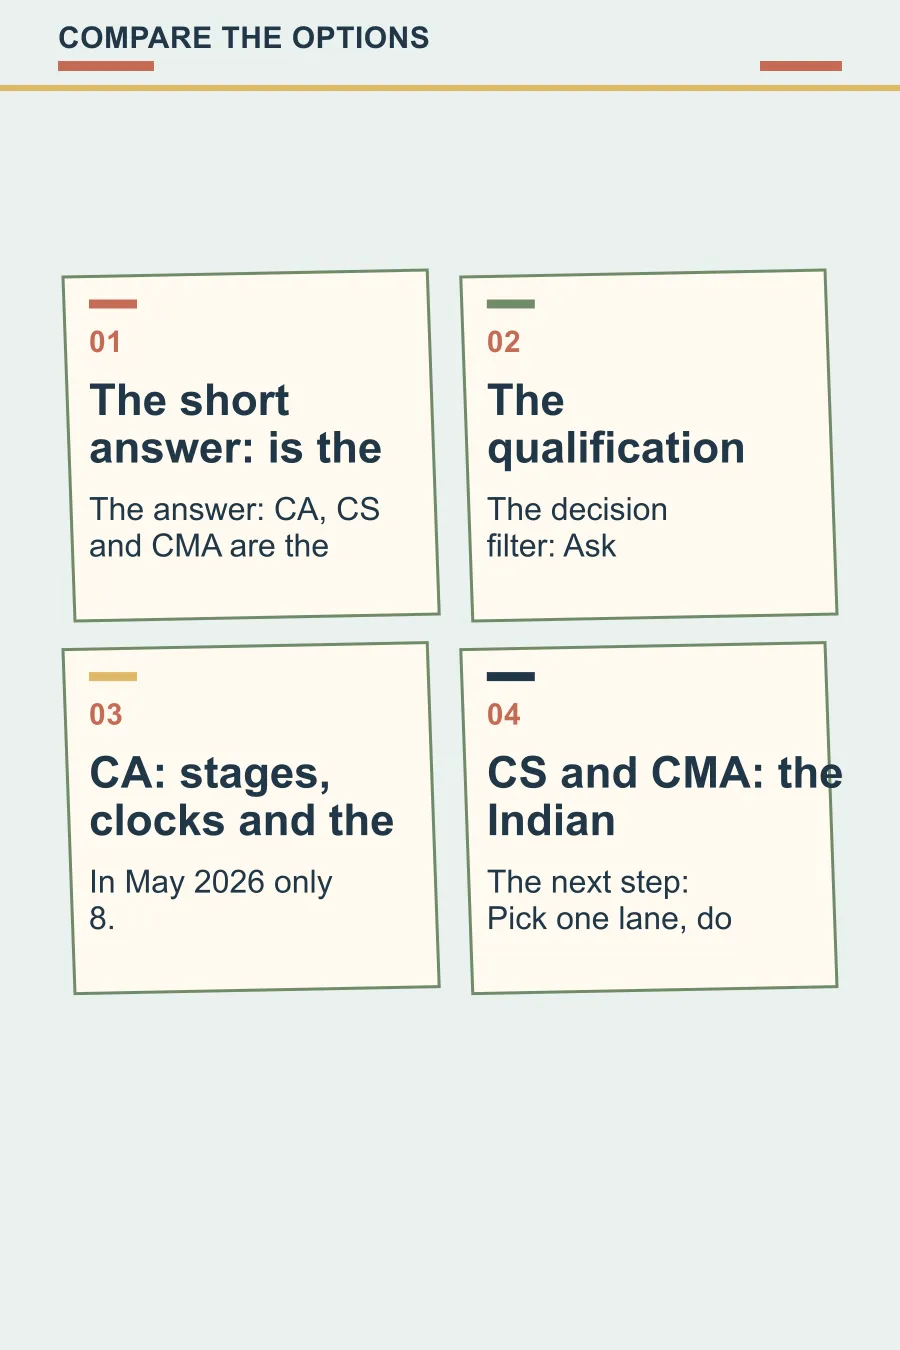 COMPARE THE OPTIONS
01
The short
answer: is the
The answer: CA, CS
and CMA are the
02
The
qualification
The decision
filter: Ask
03
CA: stages,
clocks and the
In May 2026 only
8.
04
CS and CMA: the
Indian
The next step:
Pick one lane, do